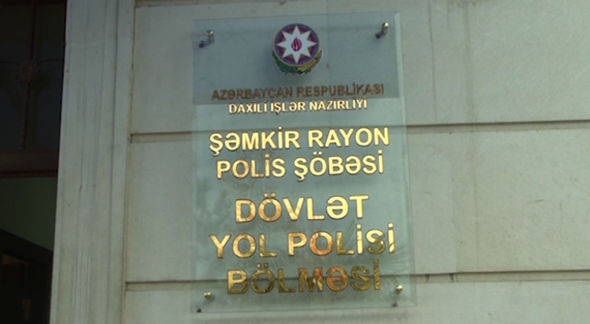 AZƏRBAYCAN RESPUBLİKASI
DAXİLİ İŞLƏR NAZİRLİYİ
ŞƏMKİR RAYON
POLİS ŞÖBƏSİ
DÖVLƏT
YOL POLİSİ
BÖLMƏSİ